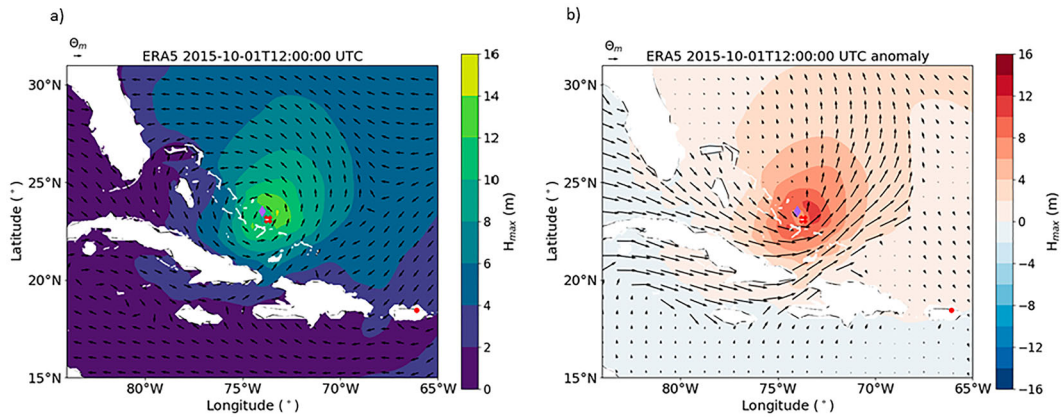 a)
b)
Θm
ERA5 2015-10-01T12:00:00 UTC
30°N
25°N
20°N
15°N
Latitude (°)
80°W
75°W
70°W
65°W
Longitude (°)
16
14
12
10
8
6
4
2
0
Hmax (m)
Θm
ERA5 2015-10-01T12:00:00 UTC anomaly
30°N
25°N
20°N
15°N
Latitude (°)
80°W
75°W
70°W
65°W
Longitude (°)
16
12
8
4
0
−4
−8
−12
−16
Hmax (m)